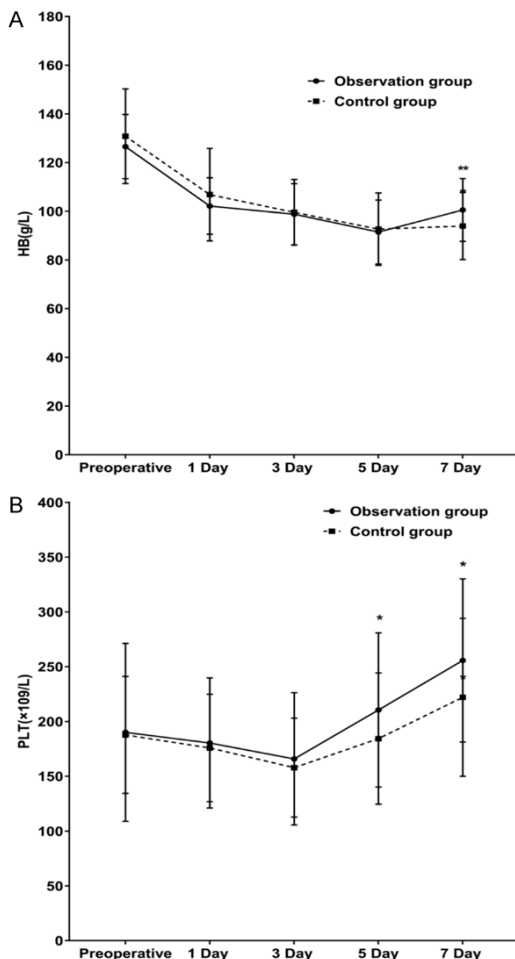 A
180
160
140
120
100
80
60
40
20
0
HB(g/L)
Observation group
Control group
**
Preoperative 1 Day 3 Day 5 Day 7 Day
B
400
350
300
250
200
150
100
50
0
PLT(×109/L)
Observation group
Control group
*
*
*
Preoperative 1 Day 3 Day 5 Day 7 Day